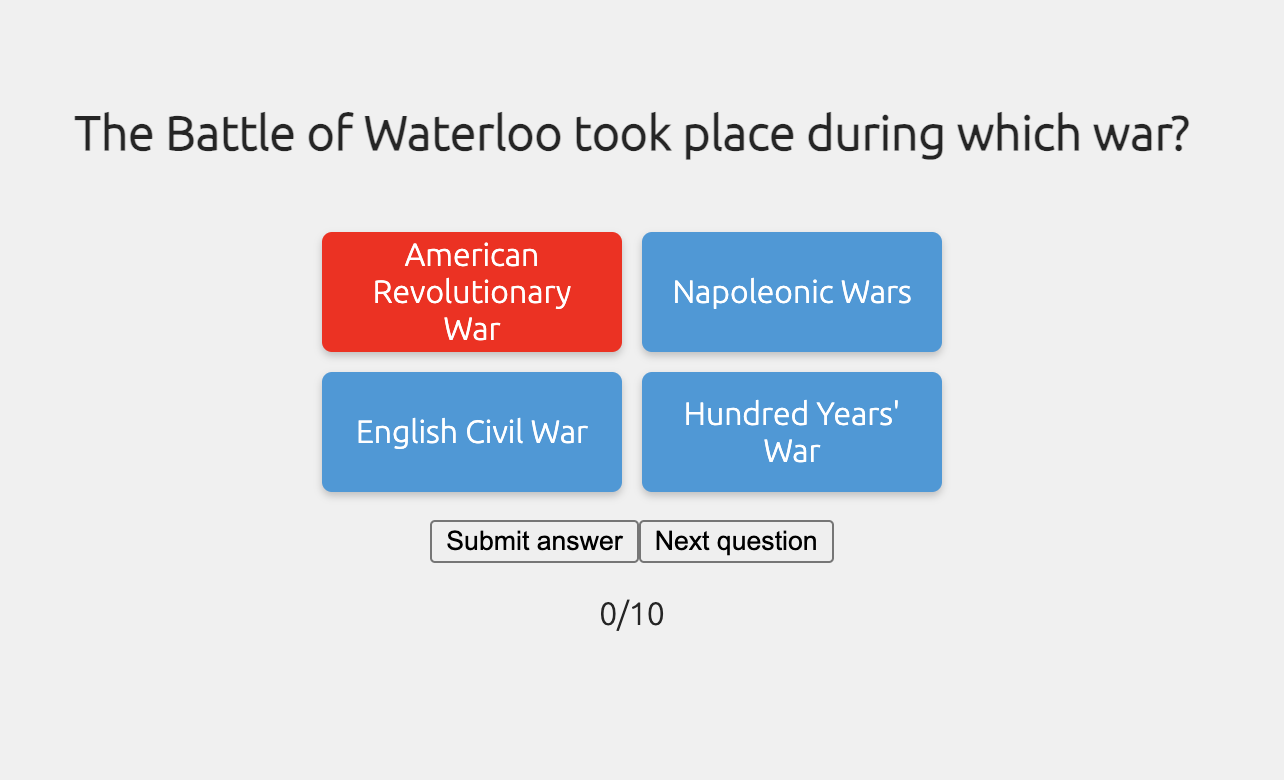 The Battle of Waterloo took place during which war?
American
Revolutionary
War
Napoleonic Wars
English Civil War
Hundred Years'
War
Submit answer
Next question
0/10